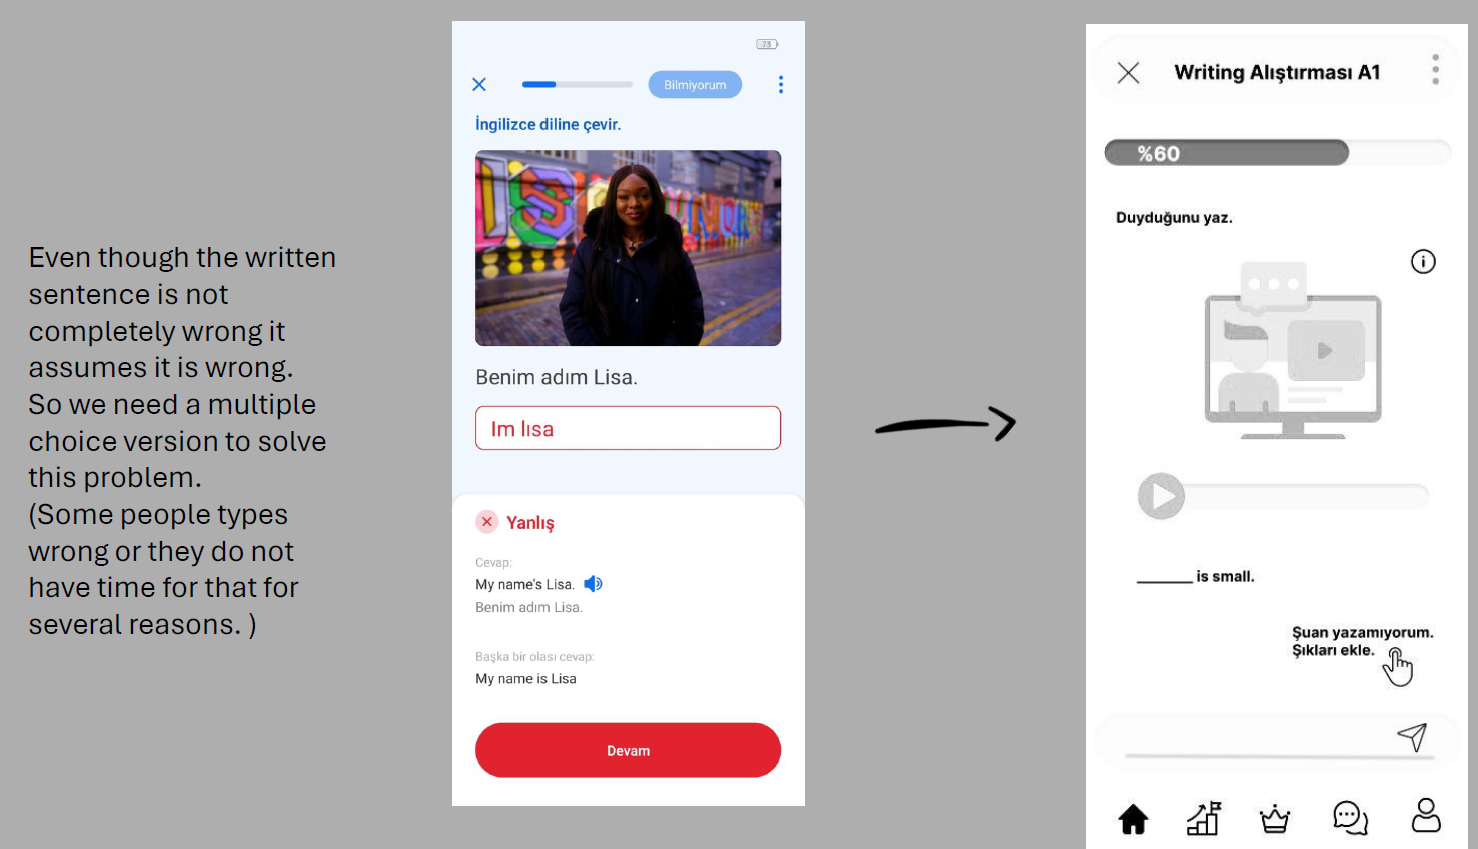 Even though the written
sentence is not
completely wrong it
assumes it is wrong.
So we need a multiple
choice version to solve
this problem.
(Some people types
wrong or they do not
have time for that for
several reasons. )
73
Bilmiyorum
İngilizce diline çevir.
Benim adım Lisa.
Im lısa
Yanlış
Cevap:
My name's Lisa.
Benim adım Lisa.
Başka bir olası cevap:
My name is Lisa
Devam
Writing Alıştırması A1
%60
Duyduğunu yaz.
_______ is small.
Şuan yazamıyorum.
Şıkları ekle.